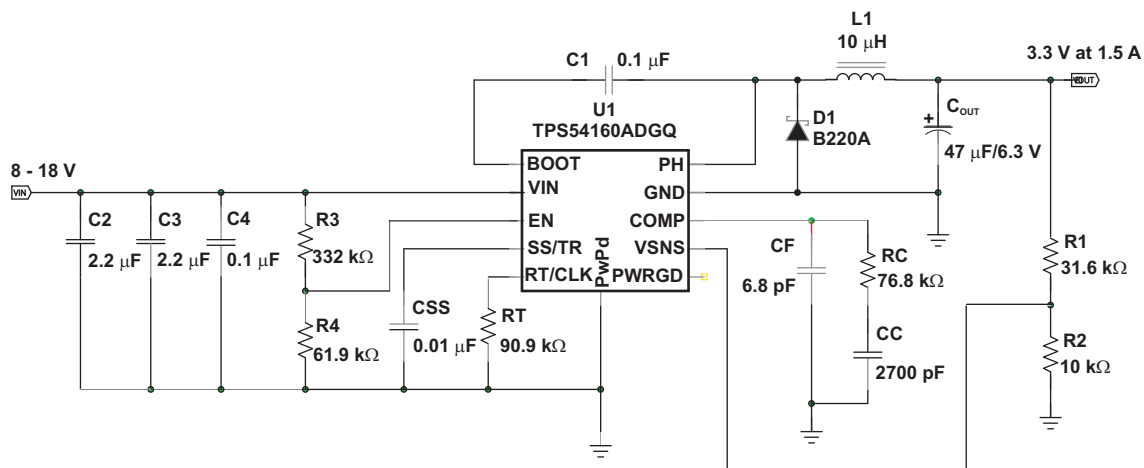 L1
10 μH
3.3 V at 1.5 A
C1
0.1 μF
U1
TPS54160ADGQ
D1
B220A
C_OUT
+
47 μF/6.3 V
BOOT
VIN
EN
SS/TR
RT/CLK
PwPd
PH
GND
COMP
VSNS
PWRGD
8 - 18 V
VIN
C2
2.2 μF
C3
2.2 μF
C4
0.1 μF
R3
332 kΩ
R4
61.9 kΩ
CSS
0.01 μF
RT
90.9 kΩ
CF
6.8 pF
RC
76.8 kΩ
CC
2700 pF
R1
31.6 kΩ
R2
10 kΩ